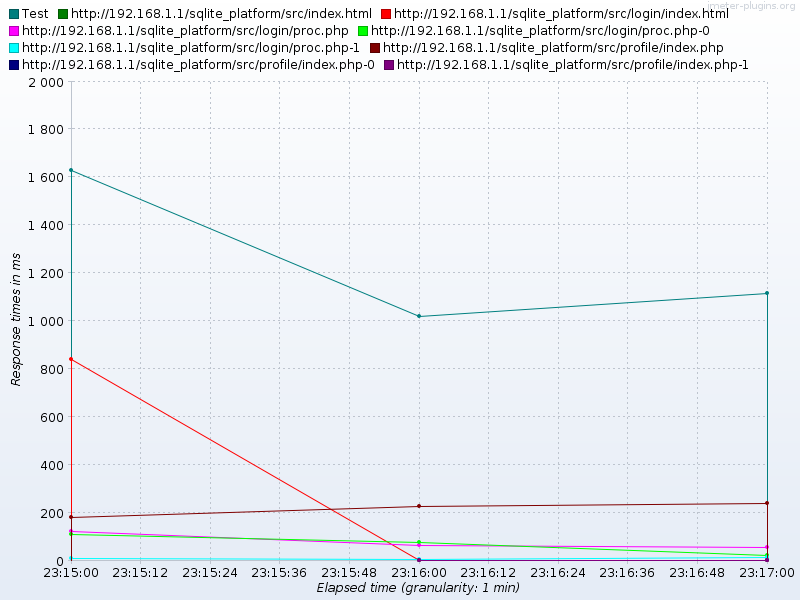 jmeter-plugins.org
Test http://192.168.1.1/sqlite_platform/src/index.html http://192.168.1.1/sqlite_platform/src/login/index.html
http://192.168.1.1/sqlite_platform/src/login/proc.php http://192.168.1.1/sqlite_platform/src/login/proc.php-0
http://192.168.1.1/sqlite_platform/src/login/proc.php-1 http://192.168.1.1/sqlite_platform/src/profile/index.php
http://192.168.1.1/sqlite_platform/src/profile/index.php-0 http://192.168.1.1/sqlite_platform/src/profile/index.php-1
2 000
1 800
1 600
1 400
1 200
1 000
800
600
400
200
0
Response times in ms
23:15:00 23:15:12 23:15:24 23:15:36 23:15:48 23:16:00 23:16:12 23:16:24 23:16:36 23:16:48 23:17:00
Elapsed time (granularity: 1 min)